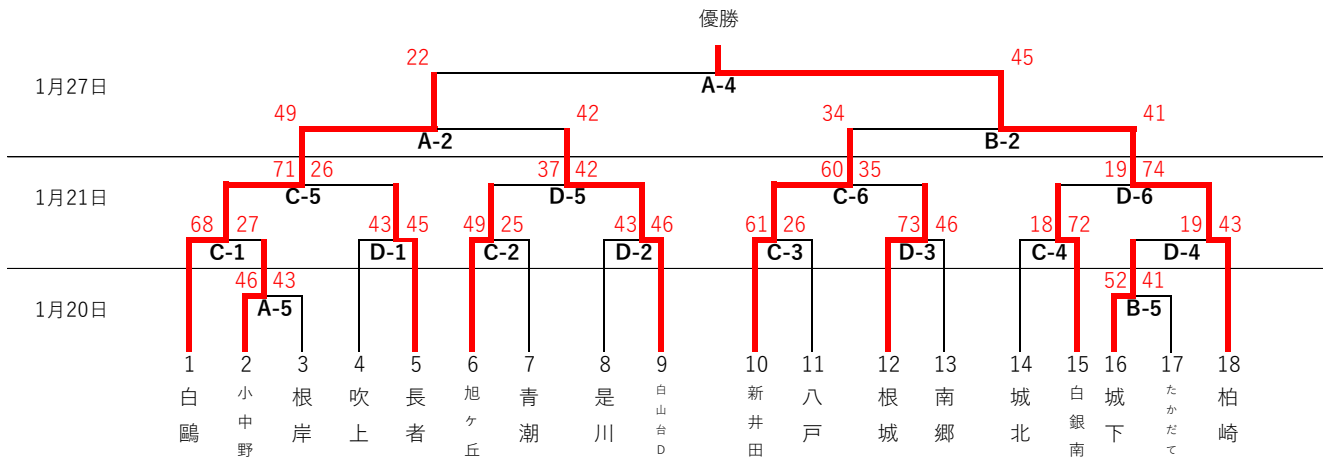 優勝
22 45
1月27日
A-4
49 42 34 41
A-2 B-2
71 26 37 42 60 35 19 74
1月21日
C-5 D-5 C-6 D-6
68 27 43 45 49 25 43 46 61 26 73 46 18 72 19 43
C-1 D-1 C-2 D-2 C-3 D-3 C-4 D-4
46 43 52 41
1月20日
A-5 B-5
1 2 3 4 5 6 7 8 9 10 11 12 13 14 15 16 17 18
白鷗
小中野
根岸
吹上
長者
旭ヶ丘
青潮
是川
白山台D
新井田
八戸
根城
南郷
城北
白銀南
城下
たかだて
柏崎